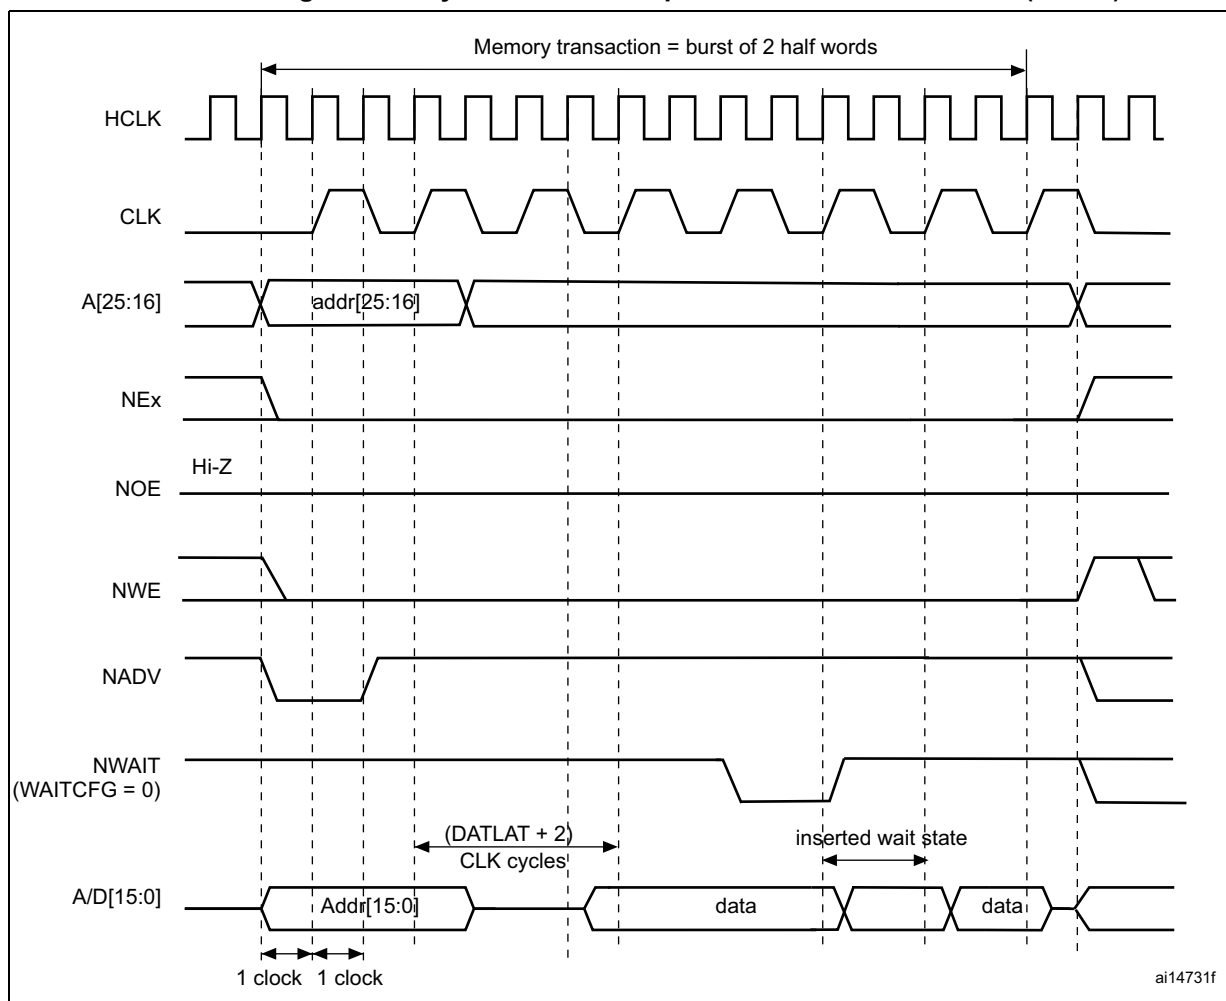 Memory transaction = burst of 2 half words
HCLK
CLK
A[25:16]
addr[25:16]
NEx
Hi-Z
NOE
NWE
NADV
NWAIT
(WAITCFG = 0)
(DATLAT + 2)
CLK cycles
inserted wait state
A/D[15:0]
Addr[15:0]
data
data
1 clock
1 clock
ai14731f